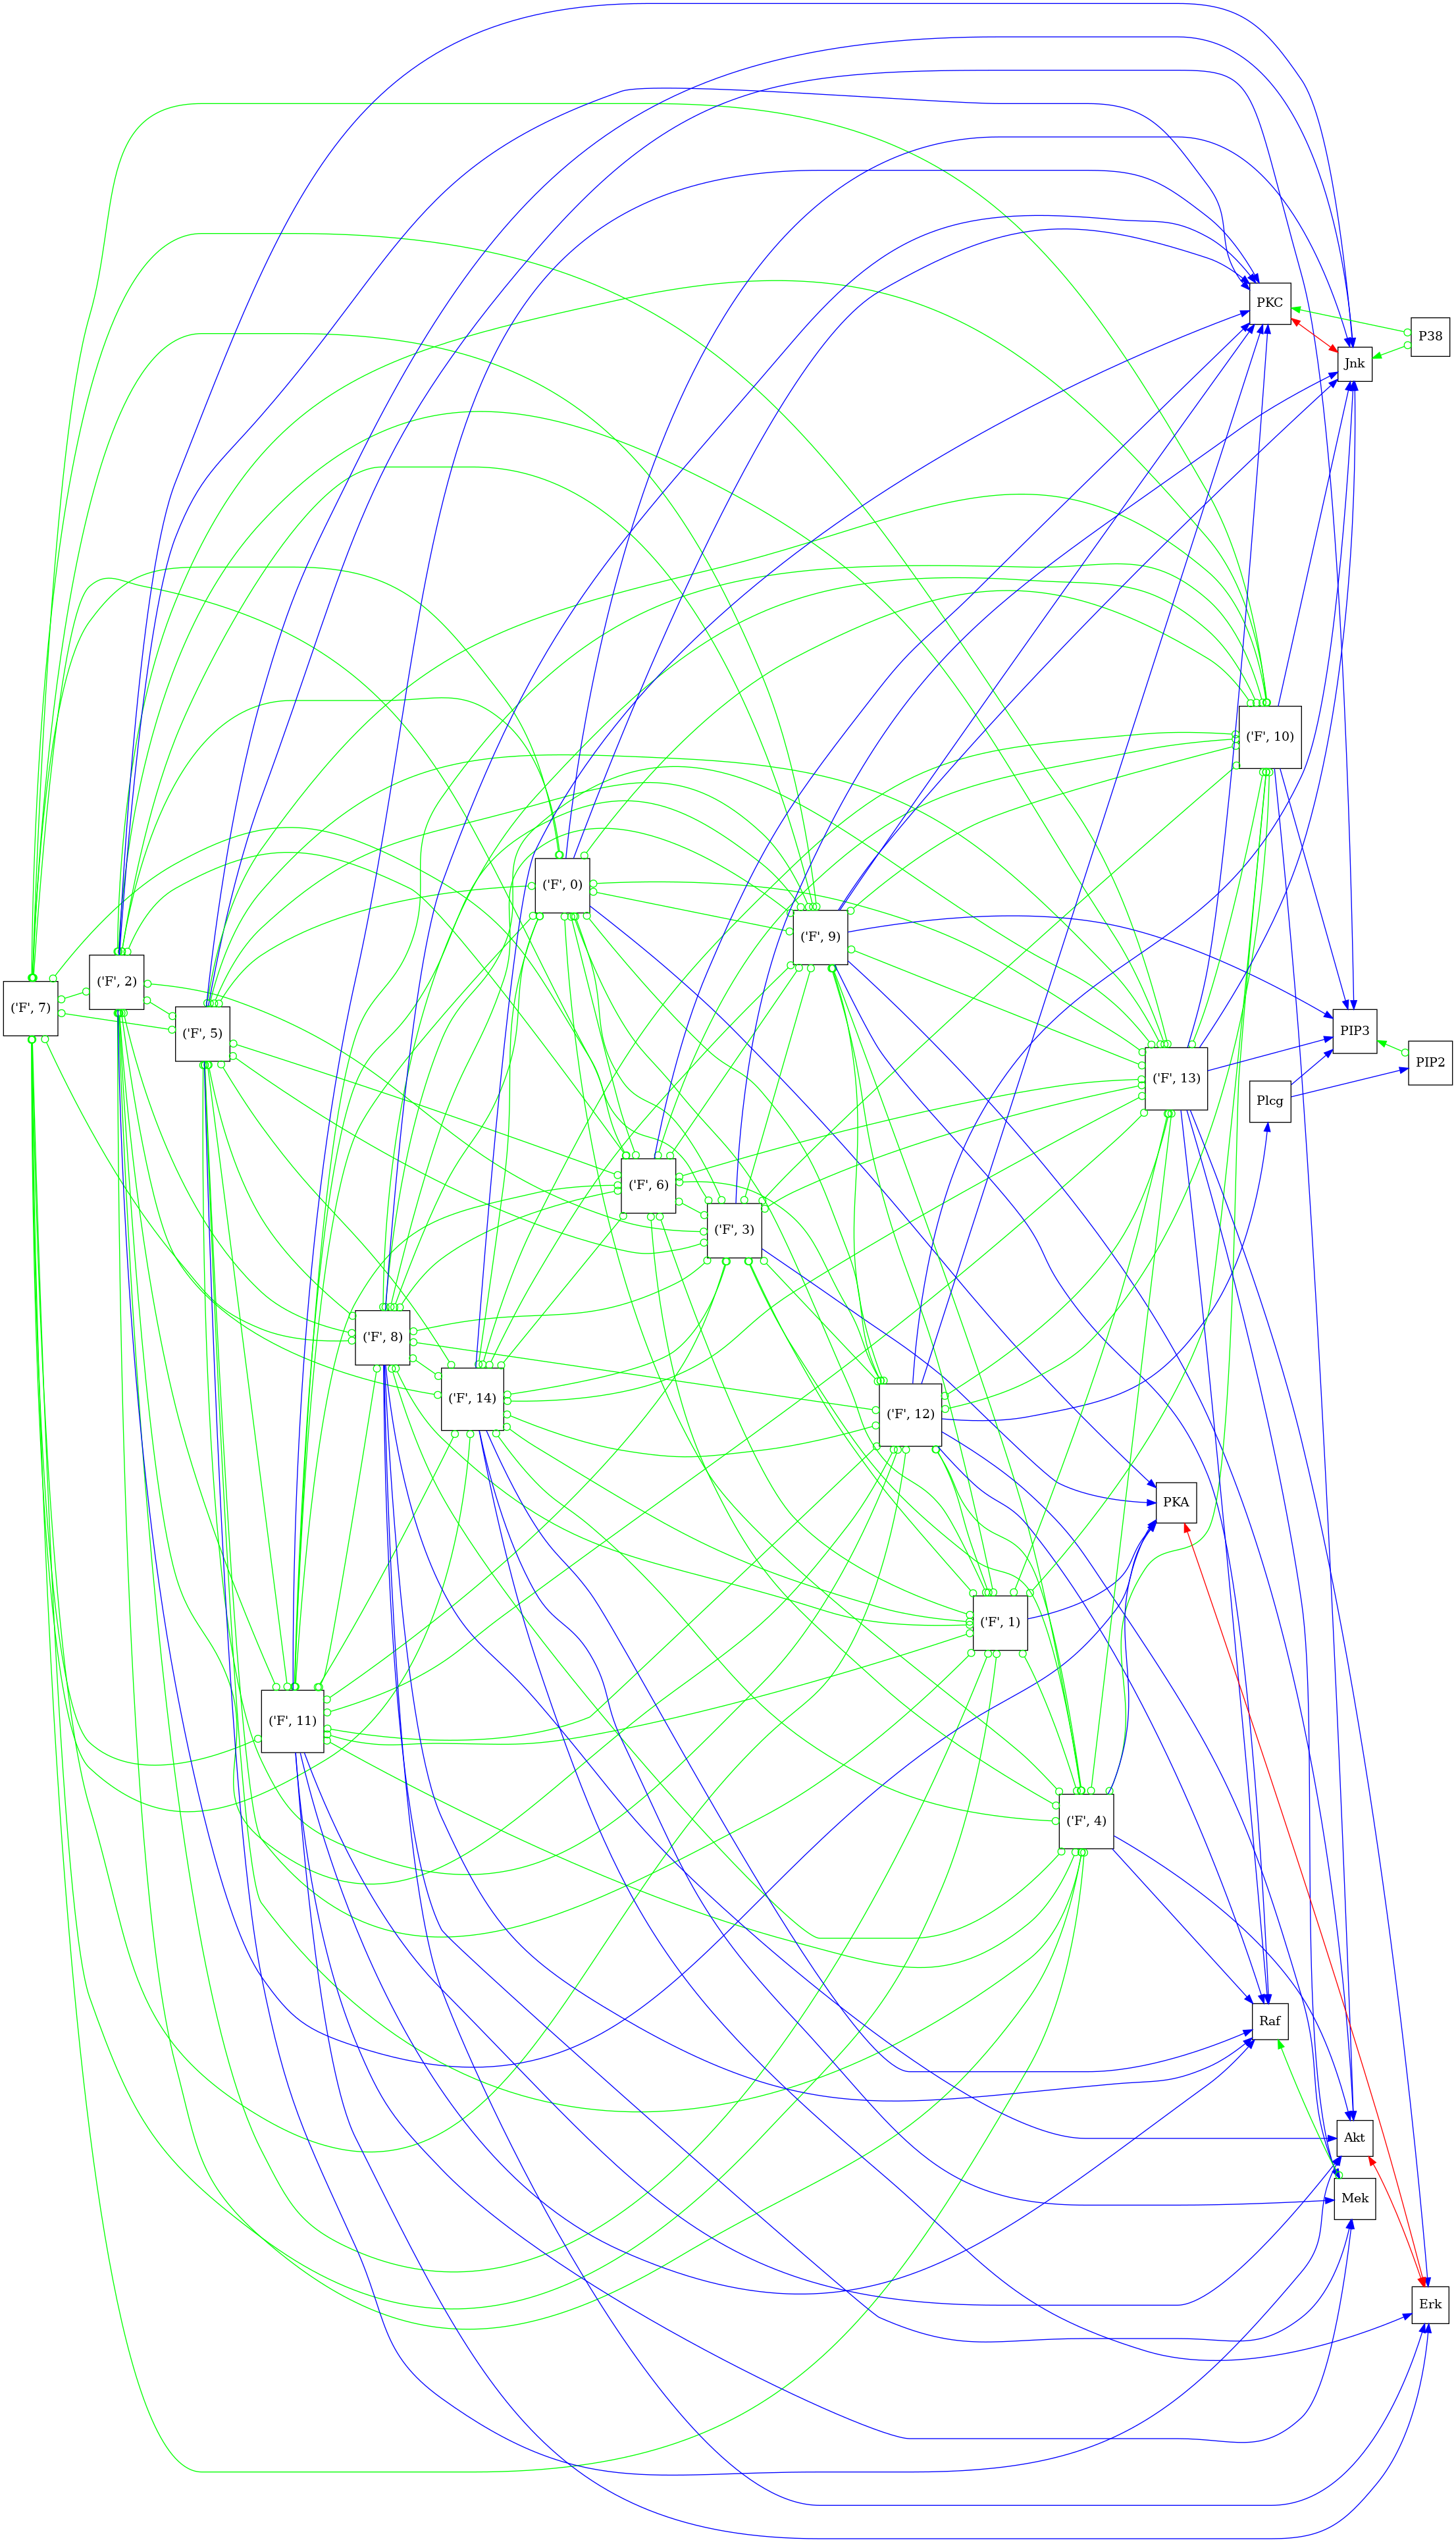 PKC
P38
Jnk
('F', 10)
('F', 0)
('F', 9)
('F', 2)
('F', 7)
('F', 5)
PIP3
PIP2
('F', 13)
Plcg
('F', 6)
('F', 3)
('F', 8)
('F', 14)
('F', 12)
PKA
('F', 1)
('F', 11)
('F', 4)
Raf
Akt
Mek
Erk